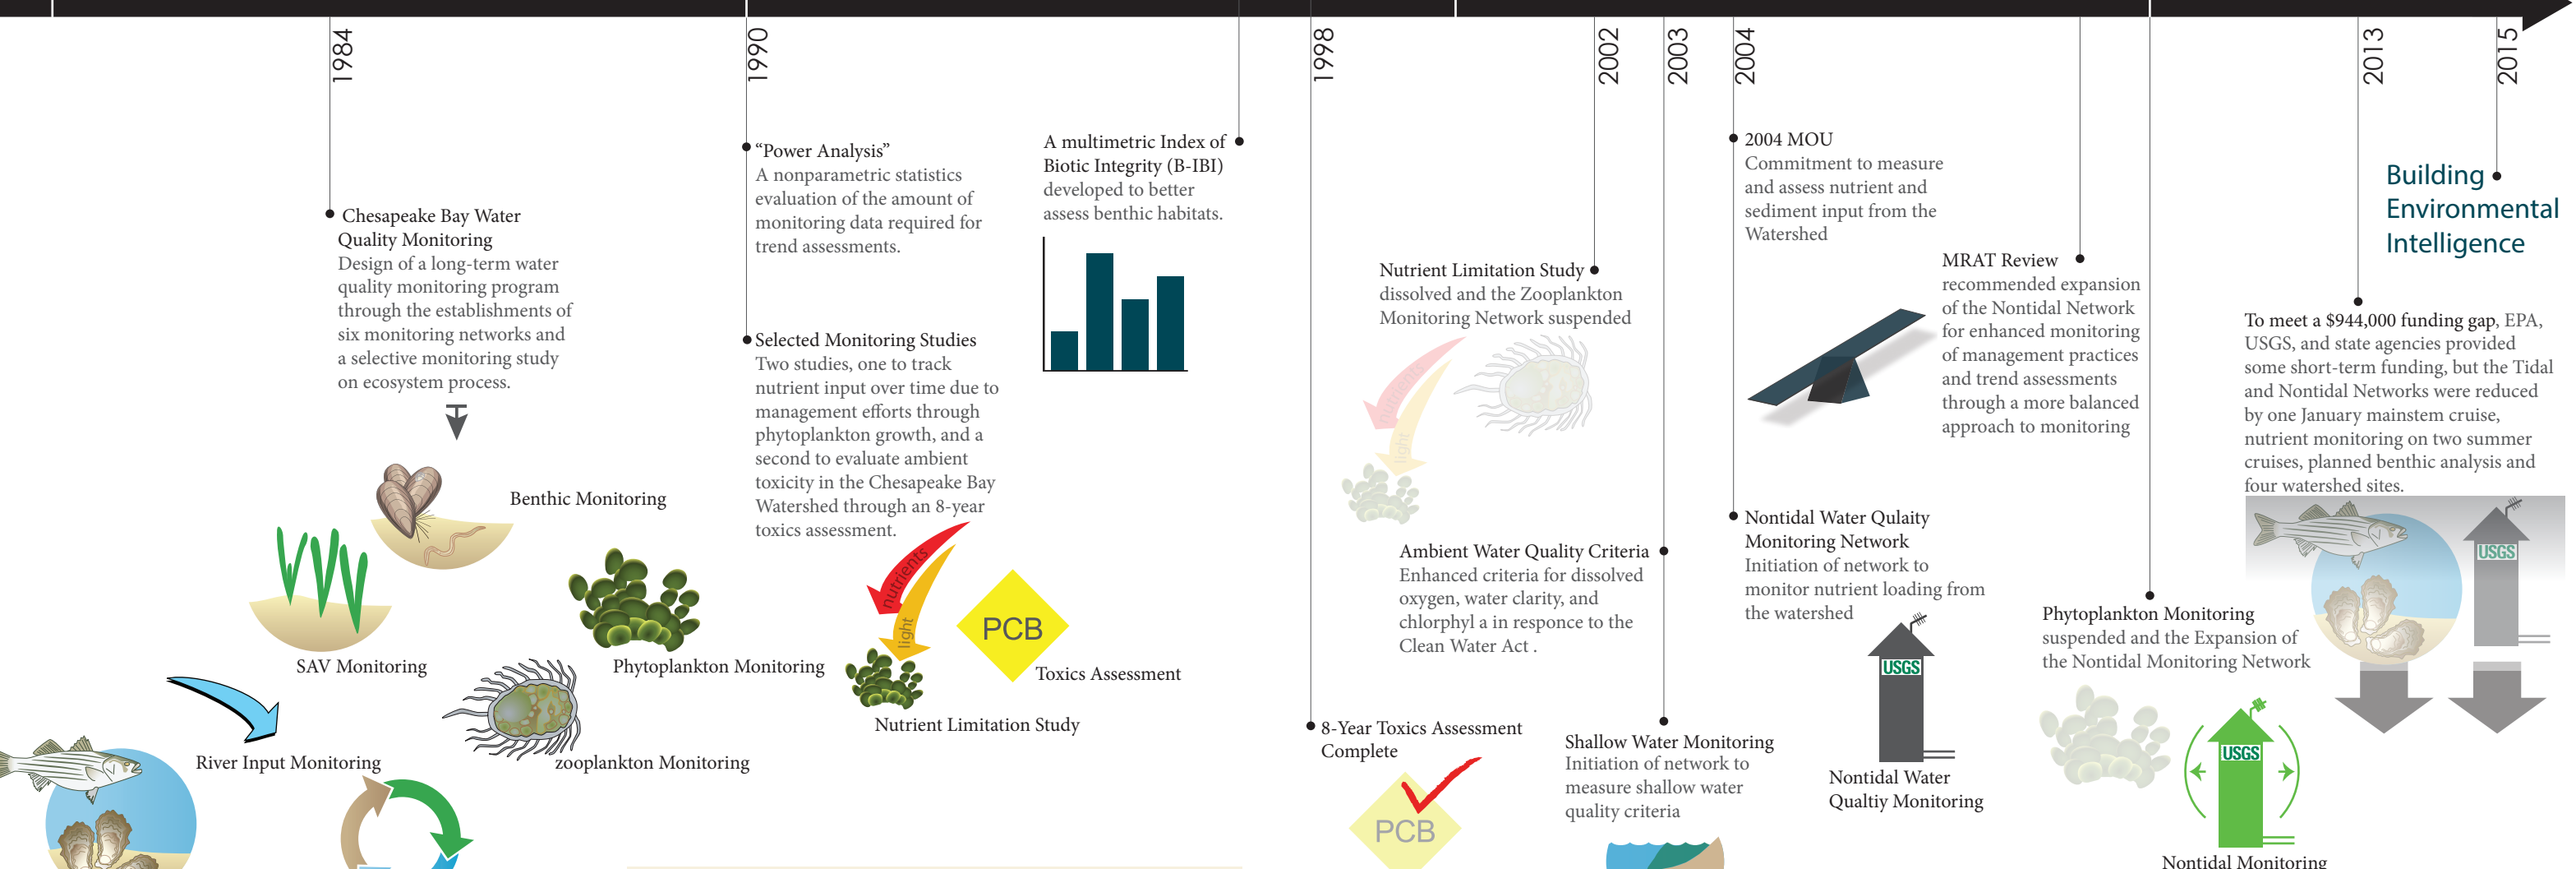 1984
1990
1998
2002
2003
2004
2013
2015
Chesapeake Bay Water
Quality Monitoring
Design of a long-term water
quality monitoring program
through the establishments of
six monitoring networks and
a selective monitoring study
on ecosystem process.
Benthic Monitoring
SAV Monitoring
Phytoplankton Monitoring
River Input Monitoring
zooplankton Monitoring
“Power Analysis”
A nonparametric statistics
evaluation of the amount of
monitoring data required for
trend assessments.
Selected Monitoring Studies
Two studies, one to track
nutrient input over time due to
management efforts through
phytoplankton growth, and a
second to evaluate ambient
toxicity in the Chesapeake Bay
Watershed through an 8-year
toxics assessment.
nutrients
light
PCB
Toxics Assessment
Nutrient Limitation Study
A multimetric Index of
Biotic Integrity (B-IBI)
developed to better
assess benthic habitats.
8-Year Toxics Assessment
Complete
PCB
Nutrient Limitation Study
dissolved and the Zooplankton
Monitoring Network suspended
nutrients
light
Ambient Water Quality Criteria
Enhanced criteria for dissolved
oxygen, water clarity, and
chlorphyl a in responce to the
Clean Water Act .
Shallow Water Monitoring
Initiation of network to
measure shallow water
quality criteria
2004 MOU
Commitment to measure
and assess nutrient and
sediment input from the
Watershed
Nontidal Water Qulaity
Monitoring Network
Initiation of network to
monitor nutrient loading from
the watershed
USGS
Nontidal Water
Qualtiy Monitoring
MRAT Review
recommended expansion
of the Nontidal Network
for enhanced monitoring
of management practices
and trend assessments
through a more balanced
approach to monitoring
Phytoplankton Monitoring
suspended and the Expansion of
the Nontidal Monitoring Network
USGS
Nontidal Monitoring
Building
Environmental
Intelligence
To meet a $944,000 funding gap, EPA,
USGS, and state agencies provided
some short-term funding, but the Tidal
and Nontidal Networks were reduced
by one January mainstem cruise,
nutrient monitoring on two summer
cruises, planned benthic analysis and
four watershed sites.
USGS